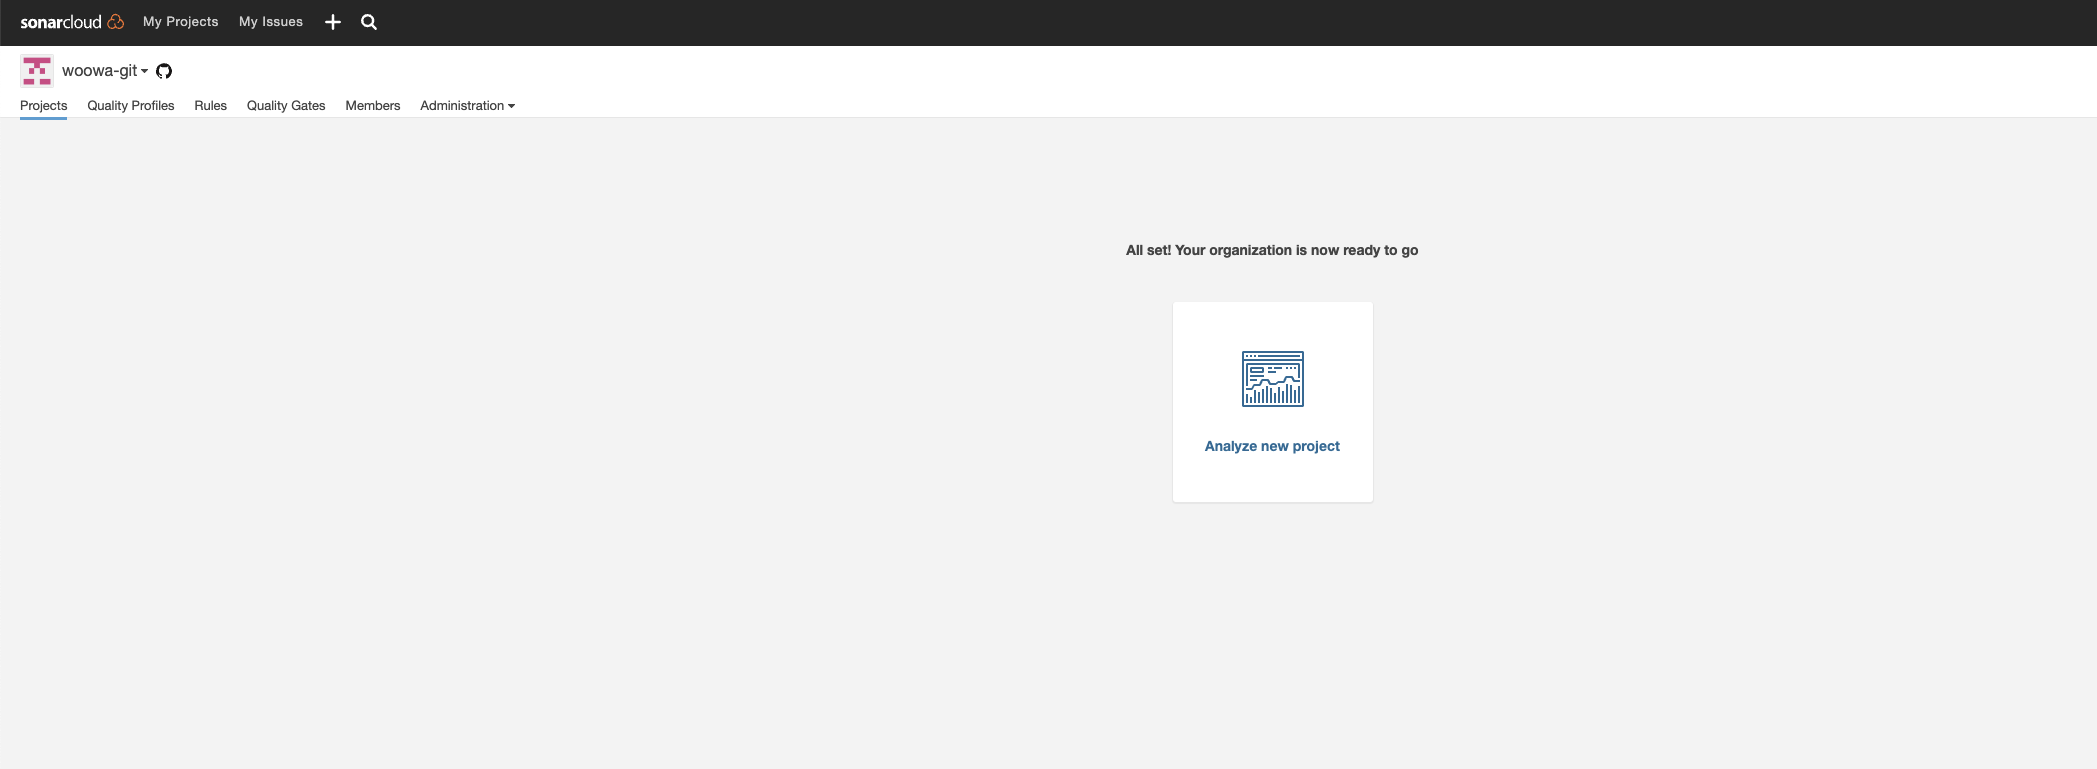 sonarcloud My Projects My Issues
woowa-git
Projects Quality Profiles Rules Quality Gates Members Administration
All set! Your organization is now ready to go
Analyze new project